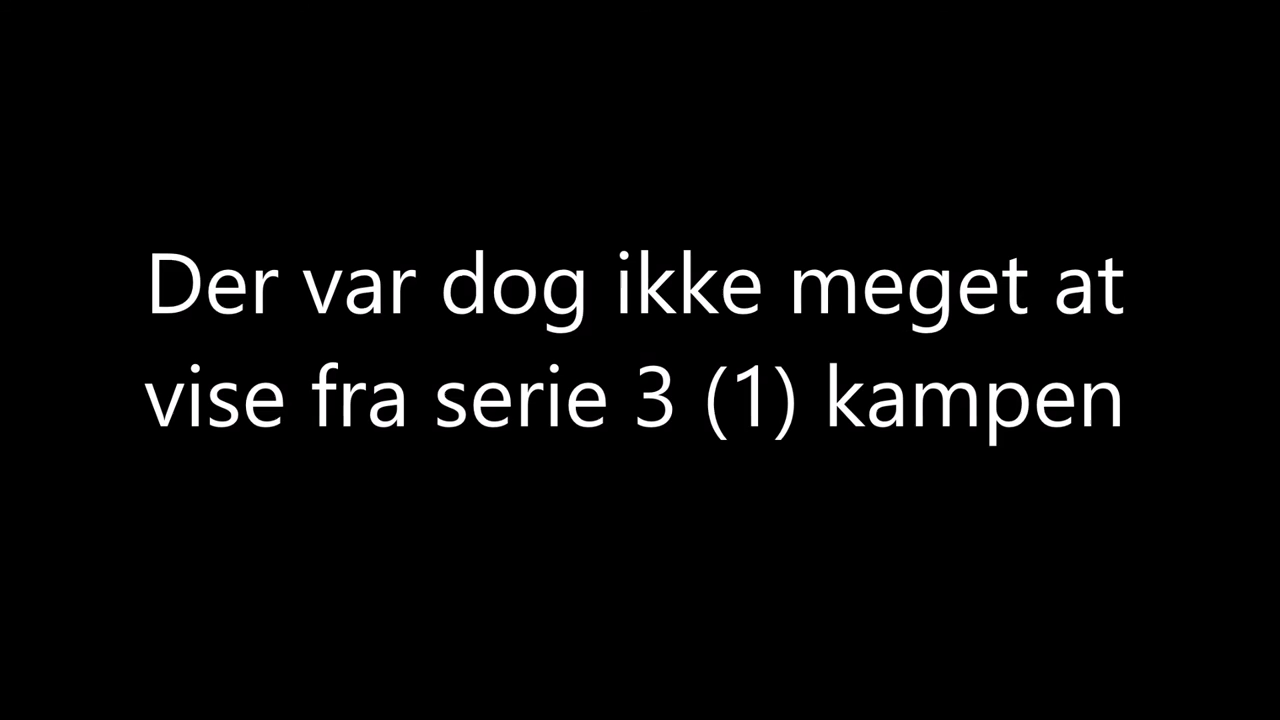 Der var dog ikke meget at
vise fra serie 3 (1) kampen